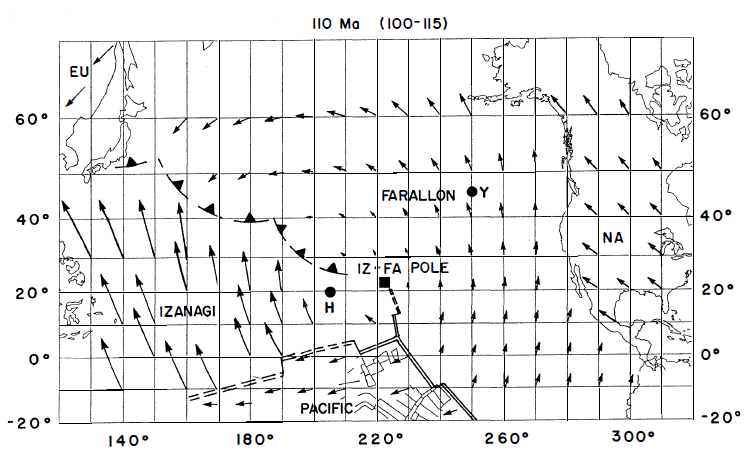 110 Ma (100-115)
EU
60° 60°
FARALLON Y
40° 40°
NA
IZ-FA POLE
20° 20°
H
IZANAGI
0° 0°
PACIFIC
-20° -20°
140° 180° 220° 260° 300°